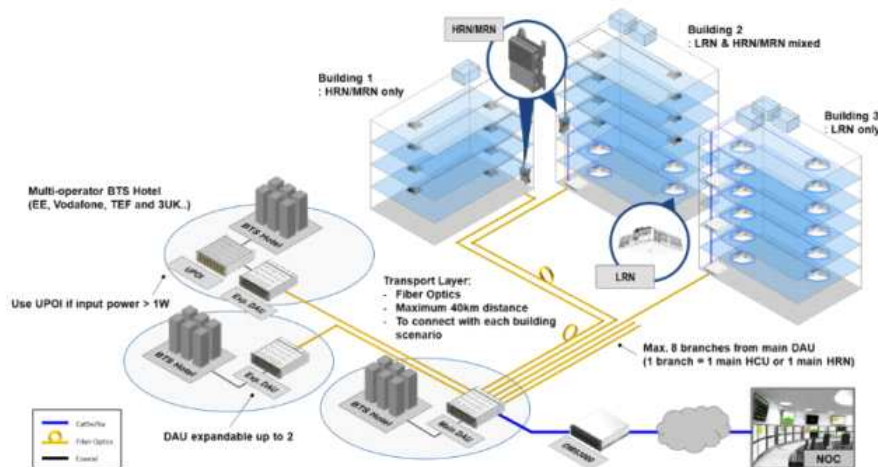 HRN/MRN
Building 2
: LRN & HRN/MRN mixed
Building 1
: HRN/MRN only
Building 3
: LRN only
Multi-operator BTS Hotel
(EE, Vodafone, TEF and 3UK..)
BTS Hotel
UPOI
Exp. DAU
LRN
Use UPOI if input power > 1W
Transport Layer:
- Fiber Optics
- Maximum 40km distance
- To connect with each building
scenario
BTS Hotel
Exp. DAU
Max. 8 branches from main DAU
(1 branch = 1 main HCU or 1 main HRN)
BTS Hotel
Main DAU
DAU expandable up to 2
Fiber Optics
Coaxial
NOC